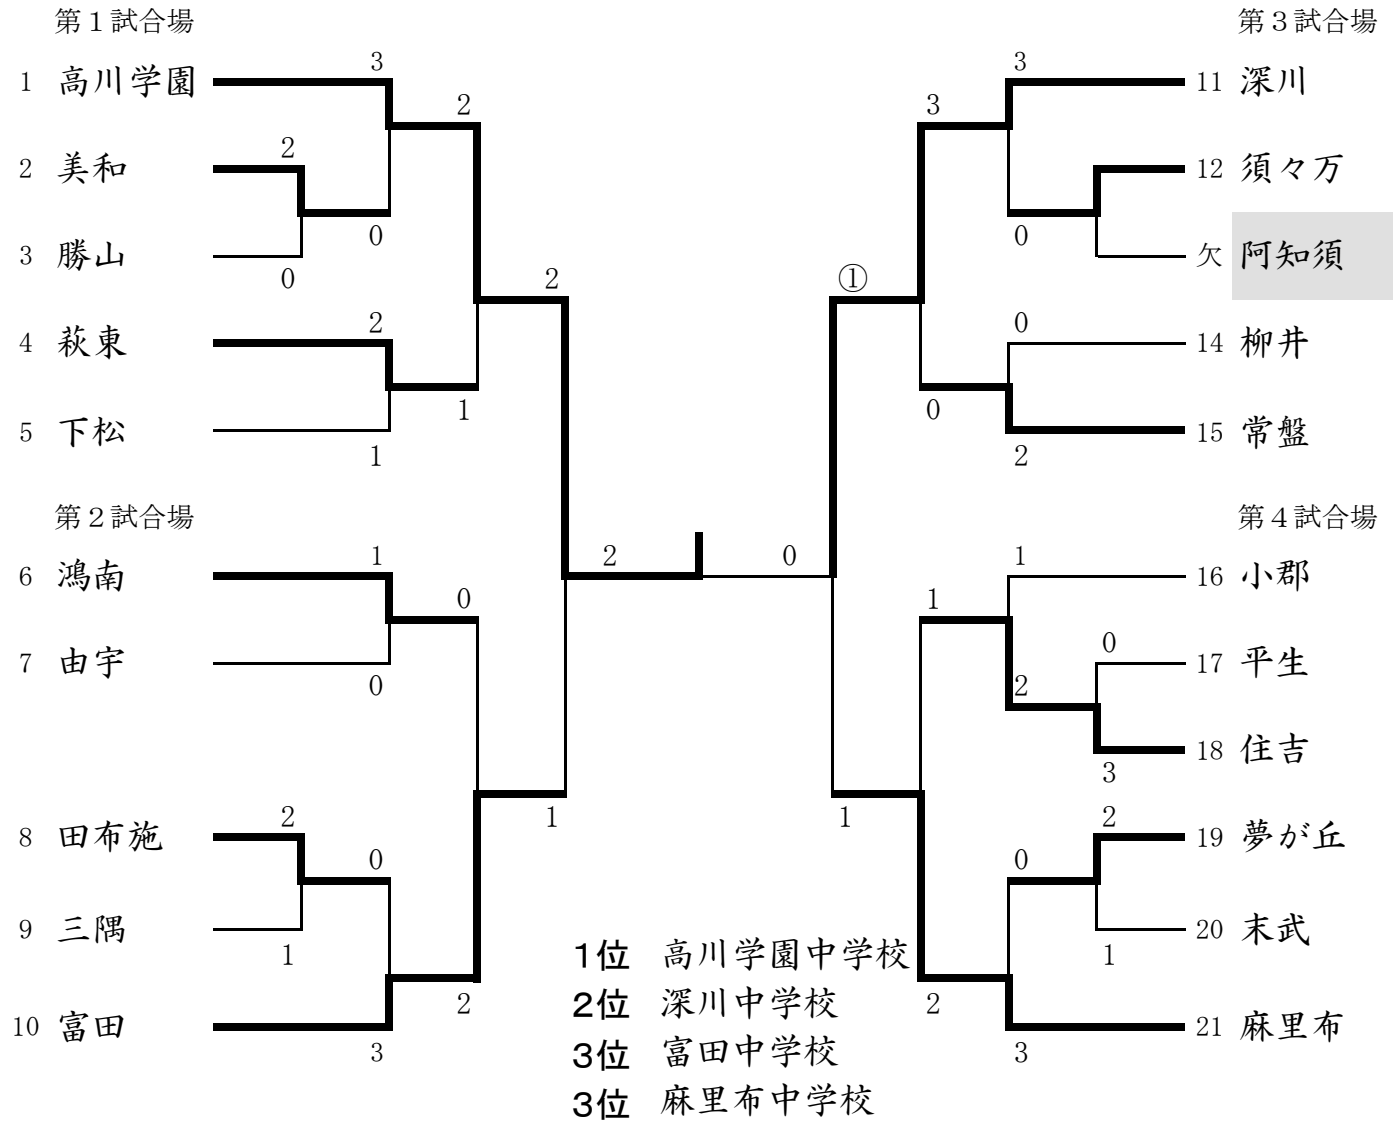 第１試合場
1 高川学園
3
2
2 美和
2
3 勝山
0
0
4 萩東
2
5 下松
1
1
2
第２試合場
6 鴻南
1
7 由宇
0
0
8 田布施
2
0
9 三隅
1
10 富田
3
2
1
2
0
第３試合場
11 深川
3
3
12 須々万
0
欠 阿知須
①
14 柳井
0
15 常盤
2
0
第４試合場
16 小郡
1
1
17 平生
0
2
18 住吉
3
19 夢が丘
2
0
20 末武
1
21 麻里布
3
2
1
1位 高川学園中学校
2位 深川中学校
3位 富田中学校
3位 麻里布中学校